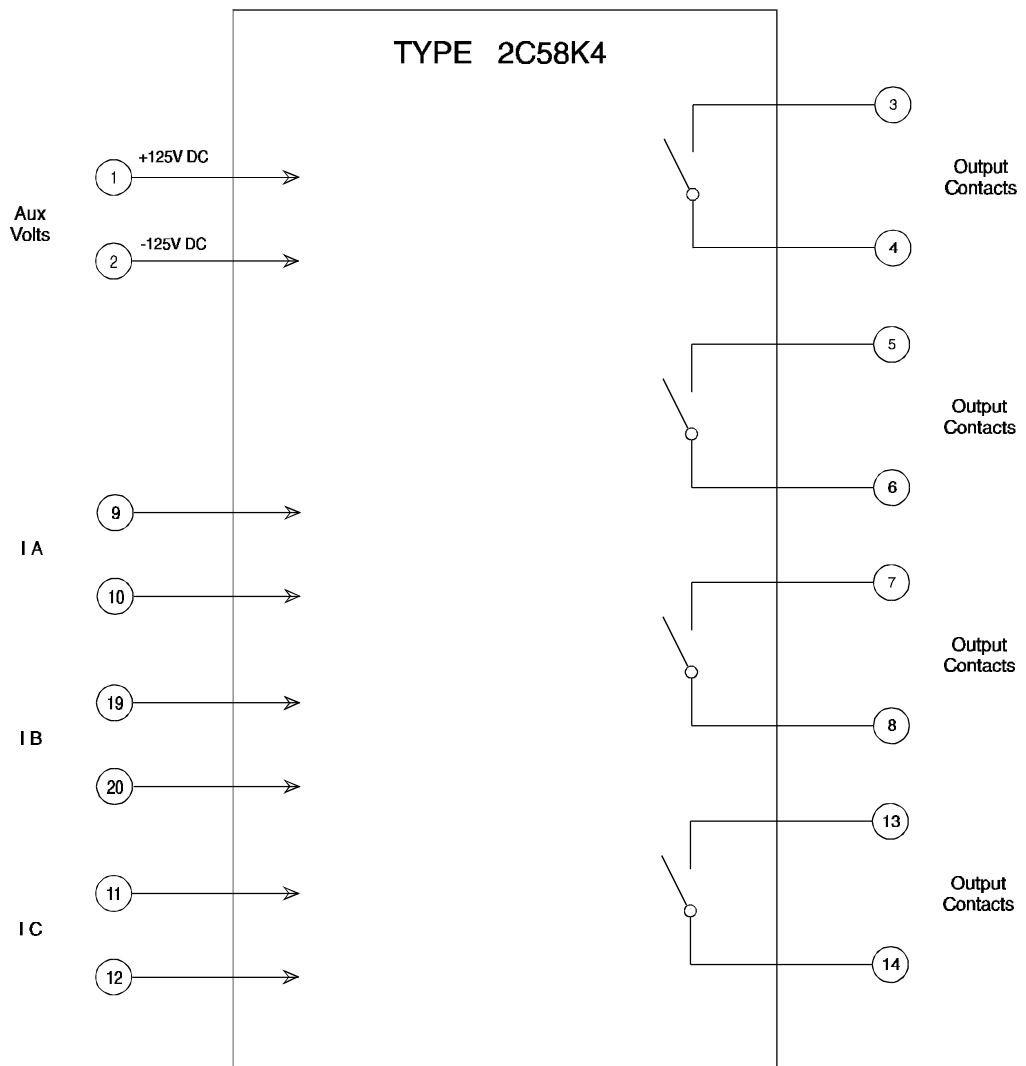 TYPE 2C58K4
+125V DC
1
Aux
Volts
-125V DC
2
9
I A
10
19
I B
20
11
I C
12
3
Output
Contacts
4
5
Output
Contacts
6
7
Output
Contacts
8
13
Output
Contacts
14